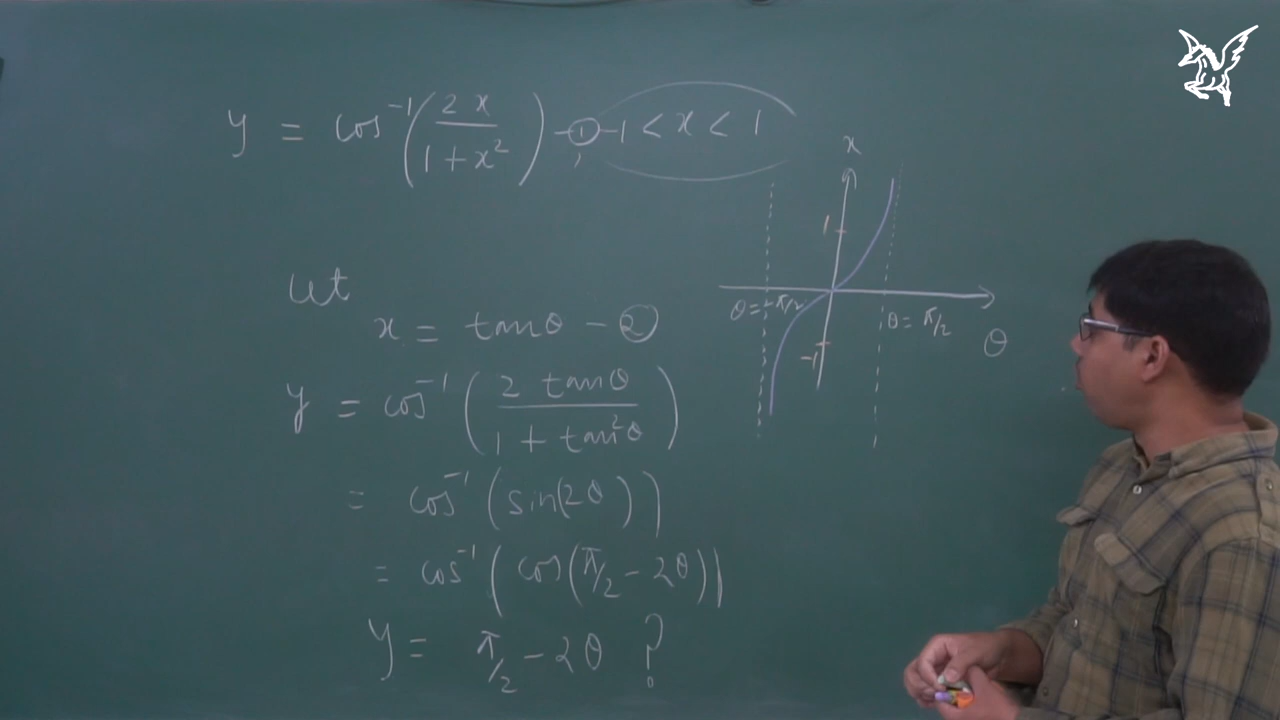 y = cos⁻¹(2x/(1+x²)) - ①, -1 < x < 1
let
x = tanθ - ②
y = cos⁻¹(2 tanθ/(1 + tan²θ))
= cos⁻¹(sin(2θ))
= cos⁻¹(cos(π/2 - 2θ))
y = π/2 - 2θ ?
x
1
θ = -π/2
θ = π/2
θ
-1